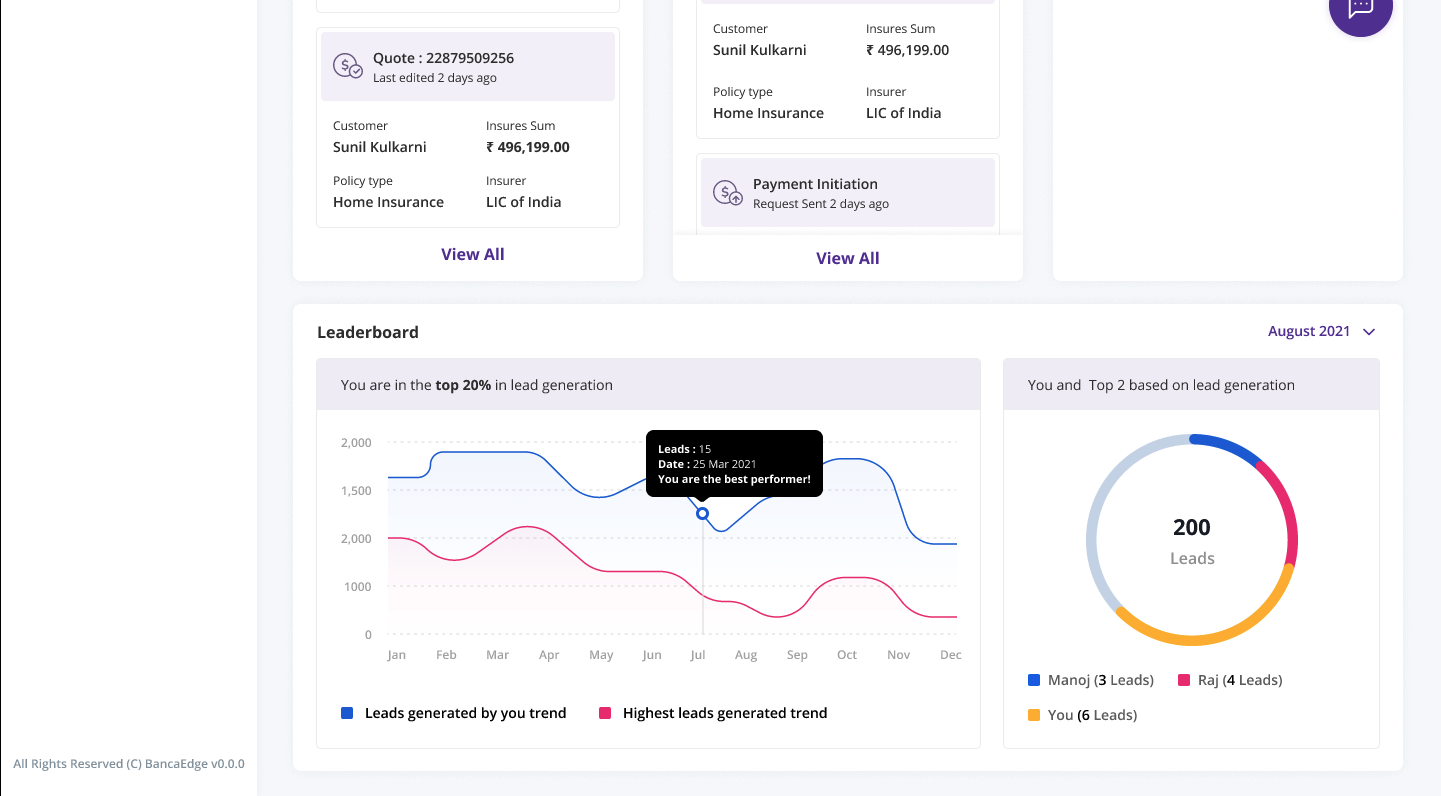 Quote : 22879509256
Last edited 2 days ago
Customer
Insures Sum
Sunil Kulkarni
₹ 496,199.00
Policy type
Insurer
Home Insurance
LIC of India
View All
Customer
Insures Sum
Sunil Kulkarni
₹ 496,199.00
Policy type
Insurer
Home Insurance
LIC of India
Payment Initiation
Request Sent 2 days ago
View All
Leaderboard
August 2021
You are in the top 20% in lead generation
2,000
1,500
2,000
1000
0
Leads : 15
Date : 25 Mar 2021
You are the best performer!
Jan Feb Mar Apr May Jun Jul Aug Sep Oct Nov Dec
Leads generated by you trend
Highest leads generated trend
You and Top 2 based on lead generation
200
Leads
Manoj (3 Leads)
Raj (4 Leads)
You (6 Leads)
All Rights Reserved (C) BancaEdge v0.0.0